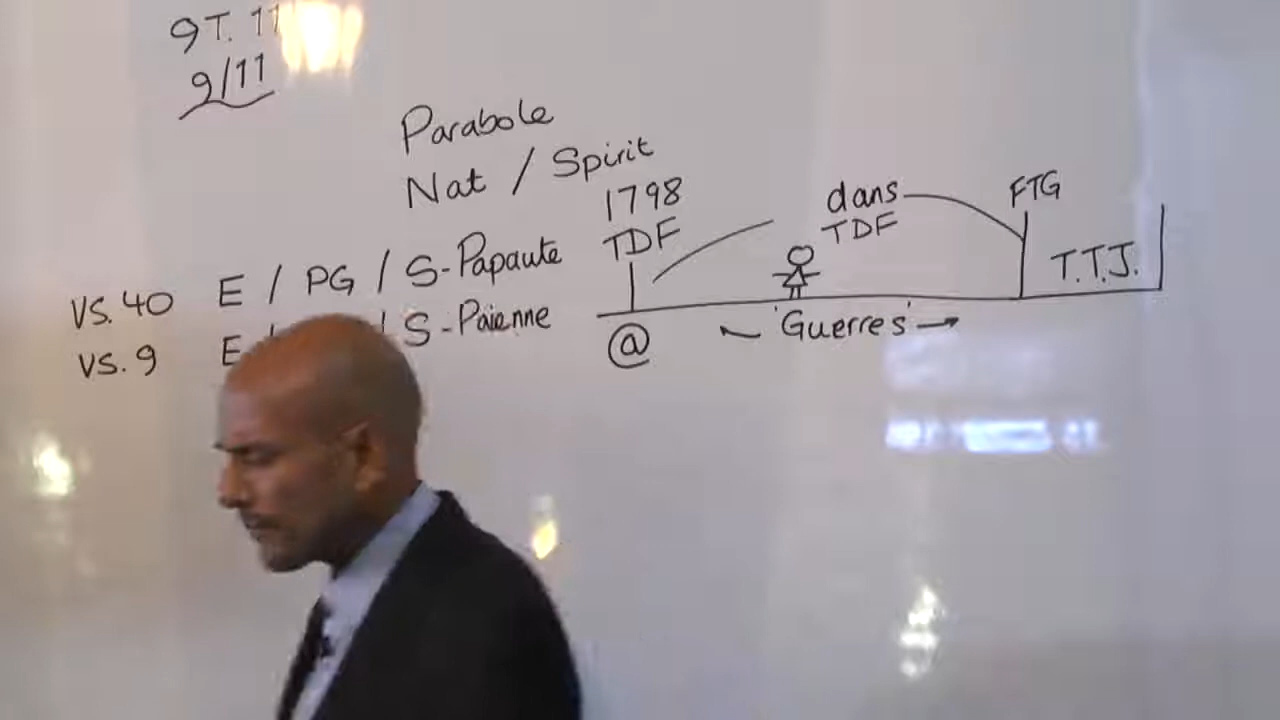 9T. 11
9/11
Parabole
Nat / Spirit
1798
TDF
dans
TDF
FTG
T.T.J.
VS. 40 E / PG / S-Papaute
VS. 9 E / S-Paienne
@
'Guerres'